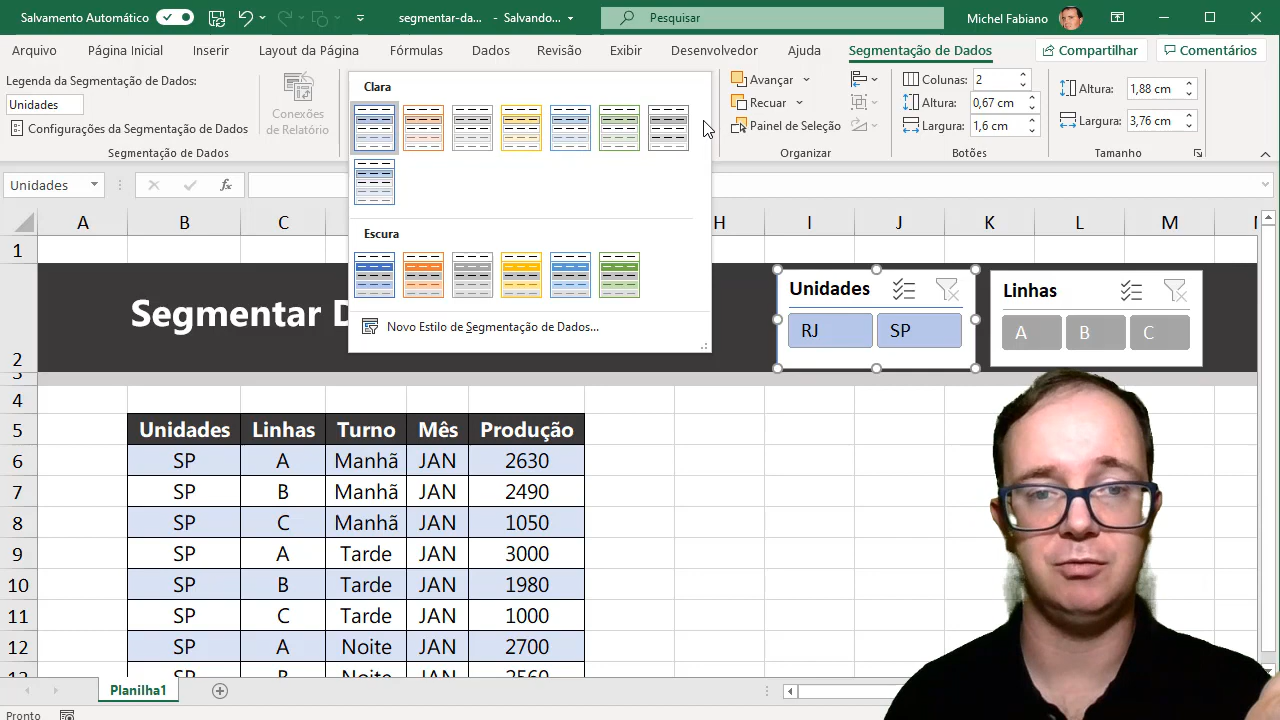 Salvamento Automático
segmentar-da... - Salvando...
Pesquisar
Michel Fabiano
Arquivo Página Inicial Inserir Layout da Página Fórmulas Dados Revisão Exibir Desenvolvedor Ajuda Segmentação de Dados Compartilhar Comentários
Legenda da Segmentação de Dados:
Unidades
Configurações da Segmentação de Dados
Conexões
de Relatório
Segmentação de Dados
Clara
Escura
Novo Estilo de Segmentação de Dados...
Avançar
Recuar
Painel de Seleção
Organizar
Colunas: 2
Altura: 0,67 cm
Largura: 1,6 cm
Botões
Altura: 1,88 cm
Largura: 3,76 cm
Tamanho
Unidades
fx
A B C H I J K L M
1
2
Segmentar D
Unidades
RJ SP
Linhas
A B C
3
4
5 Unidades Linhas Turno Mês Produção
6 SP A Manhã JAN 2630
7 SP B Manhã JAN 2490
8 SP C Manhã JAN 1050
9 SP A Tarde JAN 3000
10 SP B Tarde JAN 1980
11 SP C Tarde JAN 1000
12 SP A Noite JAN 2700
SP B Noite JAN 2560
Planilha1
Pronto